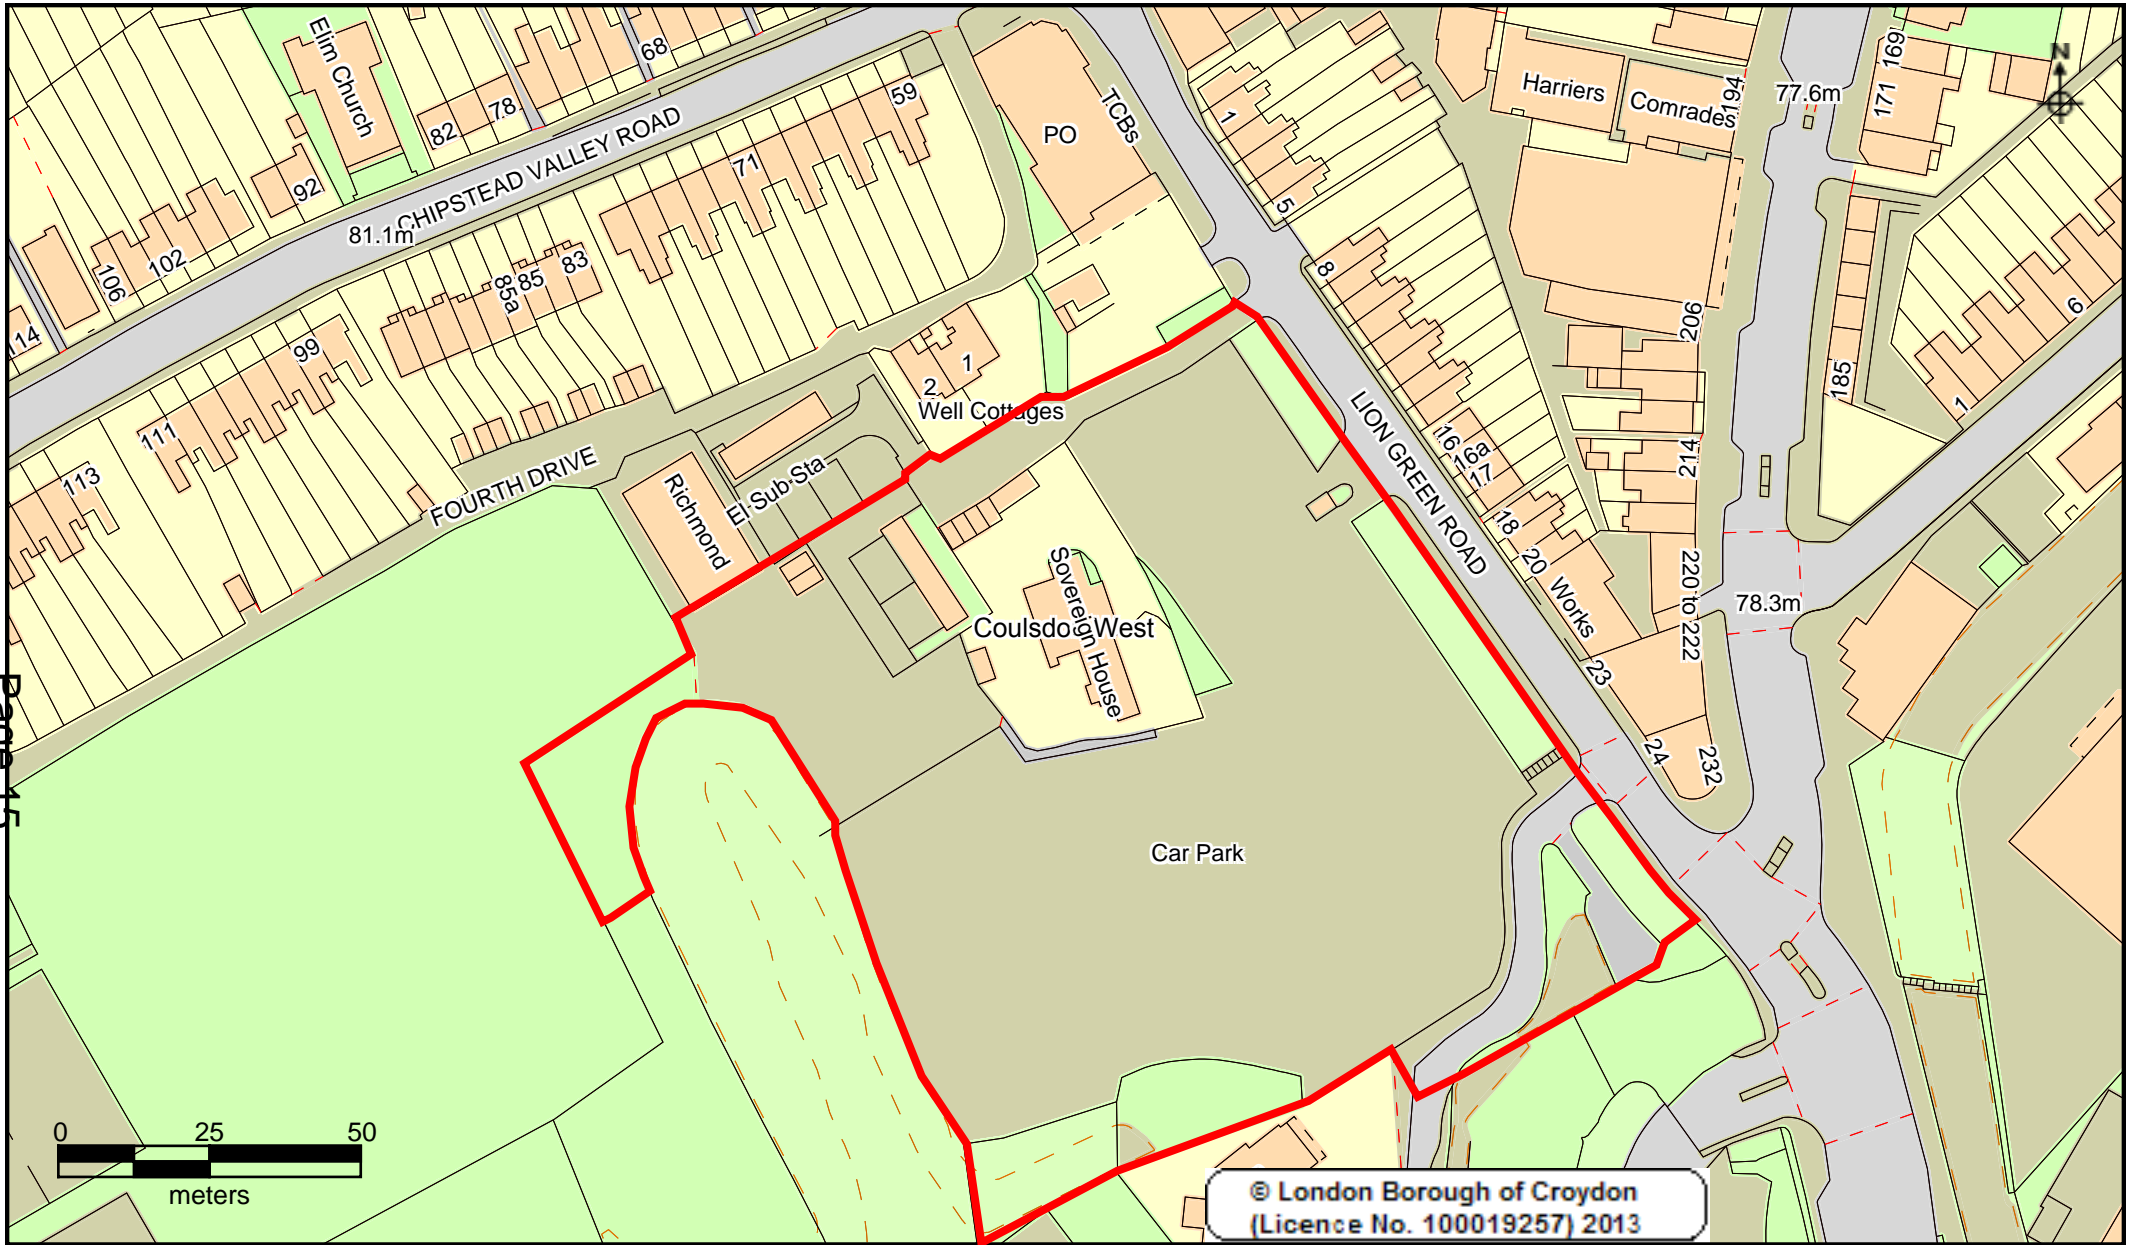 Elim Church
68
82
78
59
CHIPSTEAD VALLEY ROAD
81.1m
92
102
106
114
71
83
85
85a
99
111
113
FOURTH DRIVE
PO
TCBs
1
5
8
Harriers
Comrades
194
77.6m
169
171
N
206
185
6
1
214
2
1
Well Cottages
El Sub Sta
Richmond
Sovereign House
Coulsdon West
LION GREEN ROAD
16
16a
17
18
20
Works
23
24
232
220 to 222
78.3m
Car Park
Page 15
0 25 50
meters
© London Borough of Croydon
(Licence No. 100019257) 2013